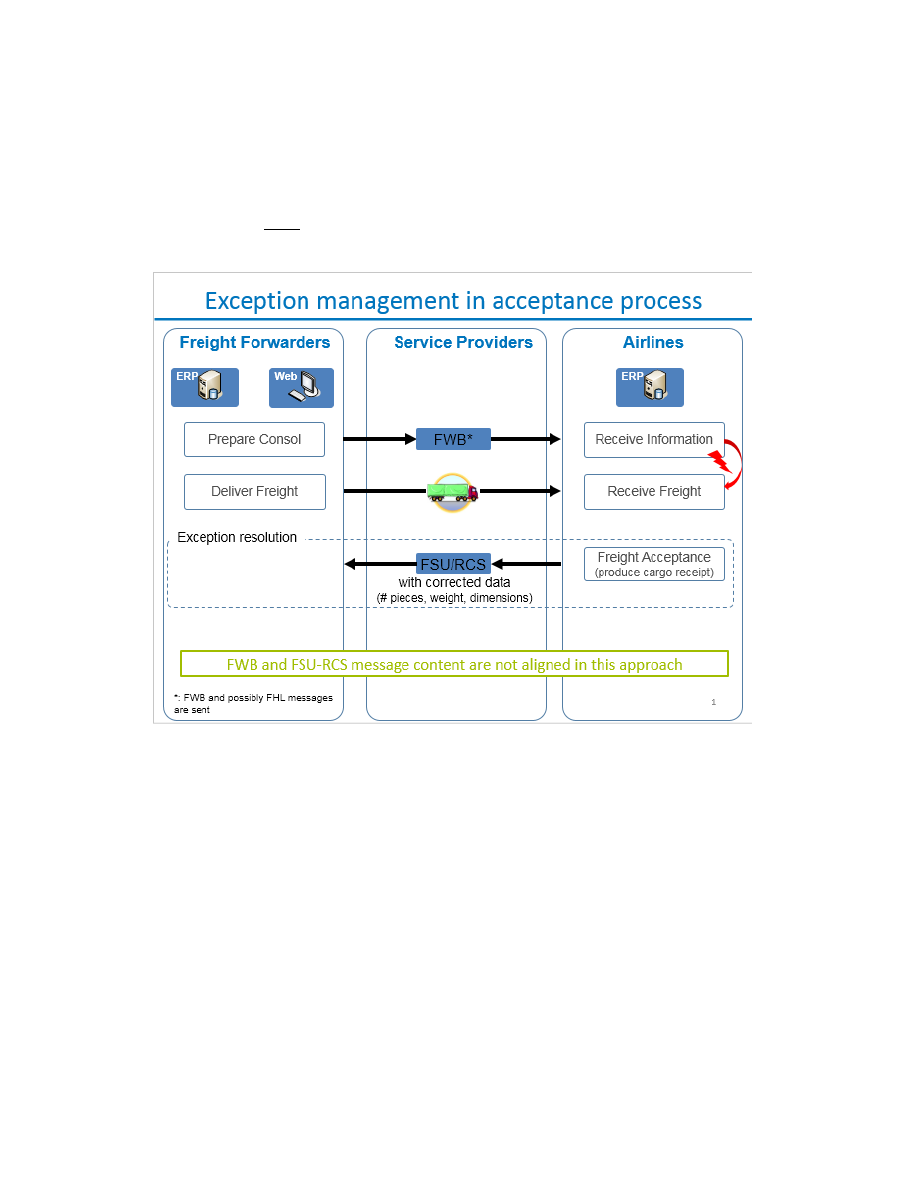 Exception management in acceptance process
Freight Forwarders
Service Providers
Airlines
ERP
Web
ERP
Prepare Consol
FWB*
Receive Information
Deliver Freight
Receive Freight
Exception resolution
FSU/RCS
Freight Acceptance
(produce cargo receipt)
with corrected data
(# pieces, weight, dimensions)
FWB and FSU-RCS message content are not aligned in this approach
*: FWB and possibly FHL messages
are sent
1